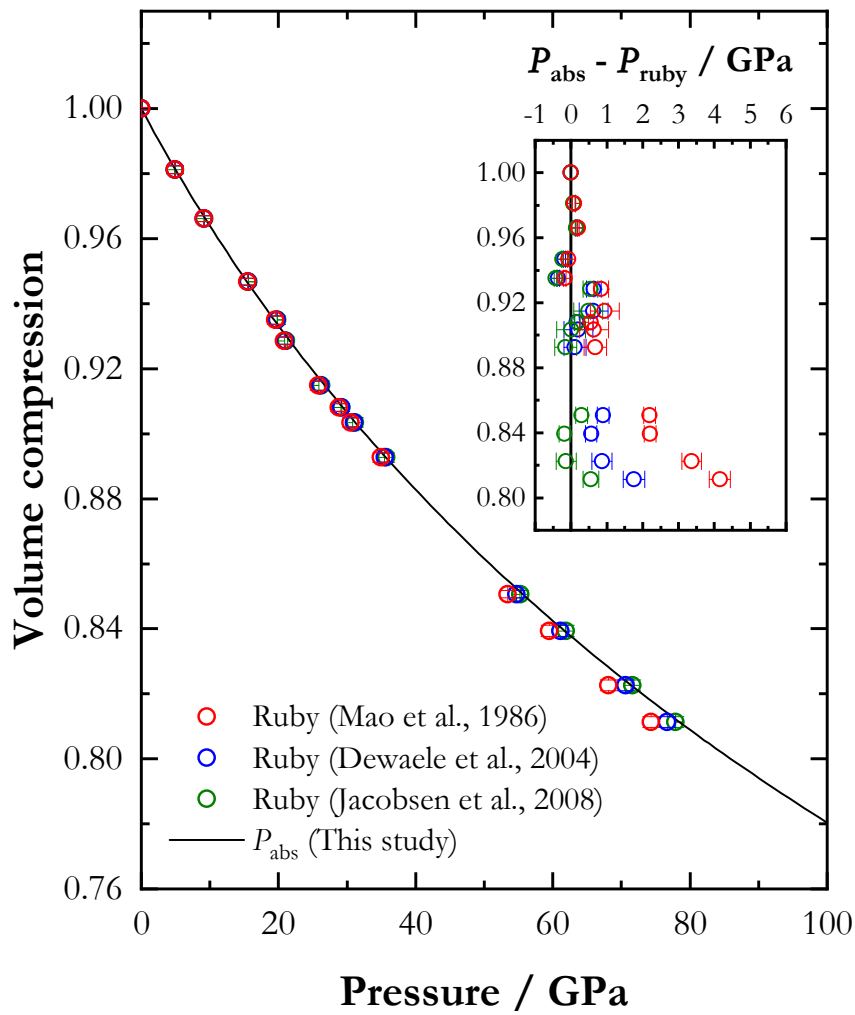 P_abs - P_ruby / GPa
-1 0 1 2 3 4 5 6
1.00
0.96
0.92
0.88
0.84
0.80
1.00
0.96
0.92
0.88
0.84
0.80
0.76
Volume compression
Ruby (Mao et al., 1986)
Ruby (Dewaele et al., 2004)
Ruby (Jacobsen et al., 2008)
P_abs (This study)
0 20 40 60 80 100
Pressure / GPa